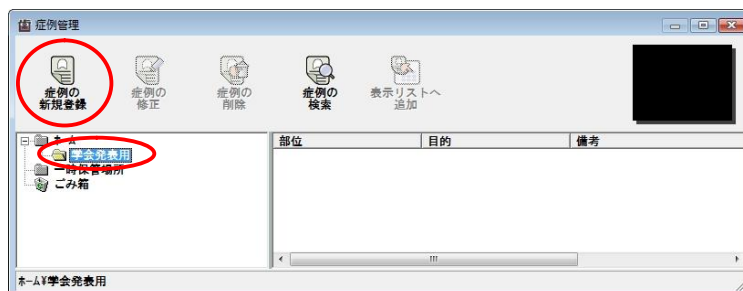 症例管理
症例の
新規登録
症例の
修正
症例の
削除
症例の
検索
表示リストへ
追加
部位
目的
備考
ホーム
学会発表用
一時保管場所
ごみ箱
ホーム¥学会発表用